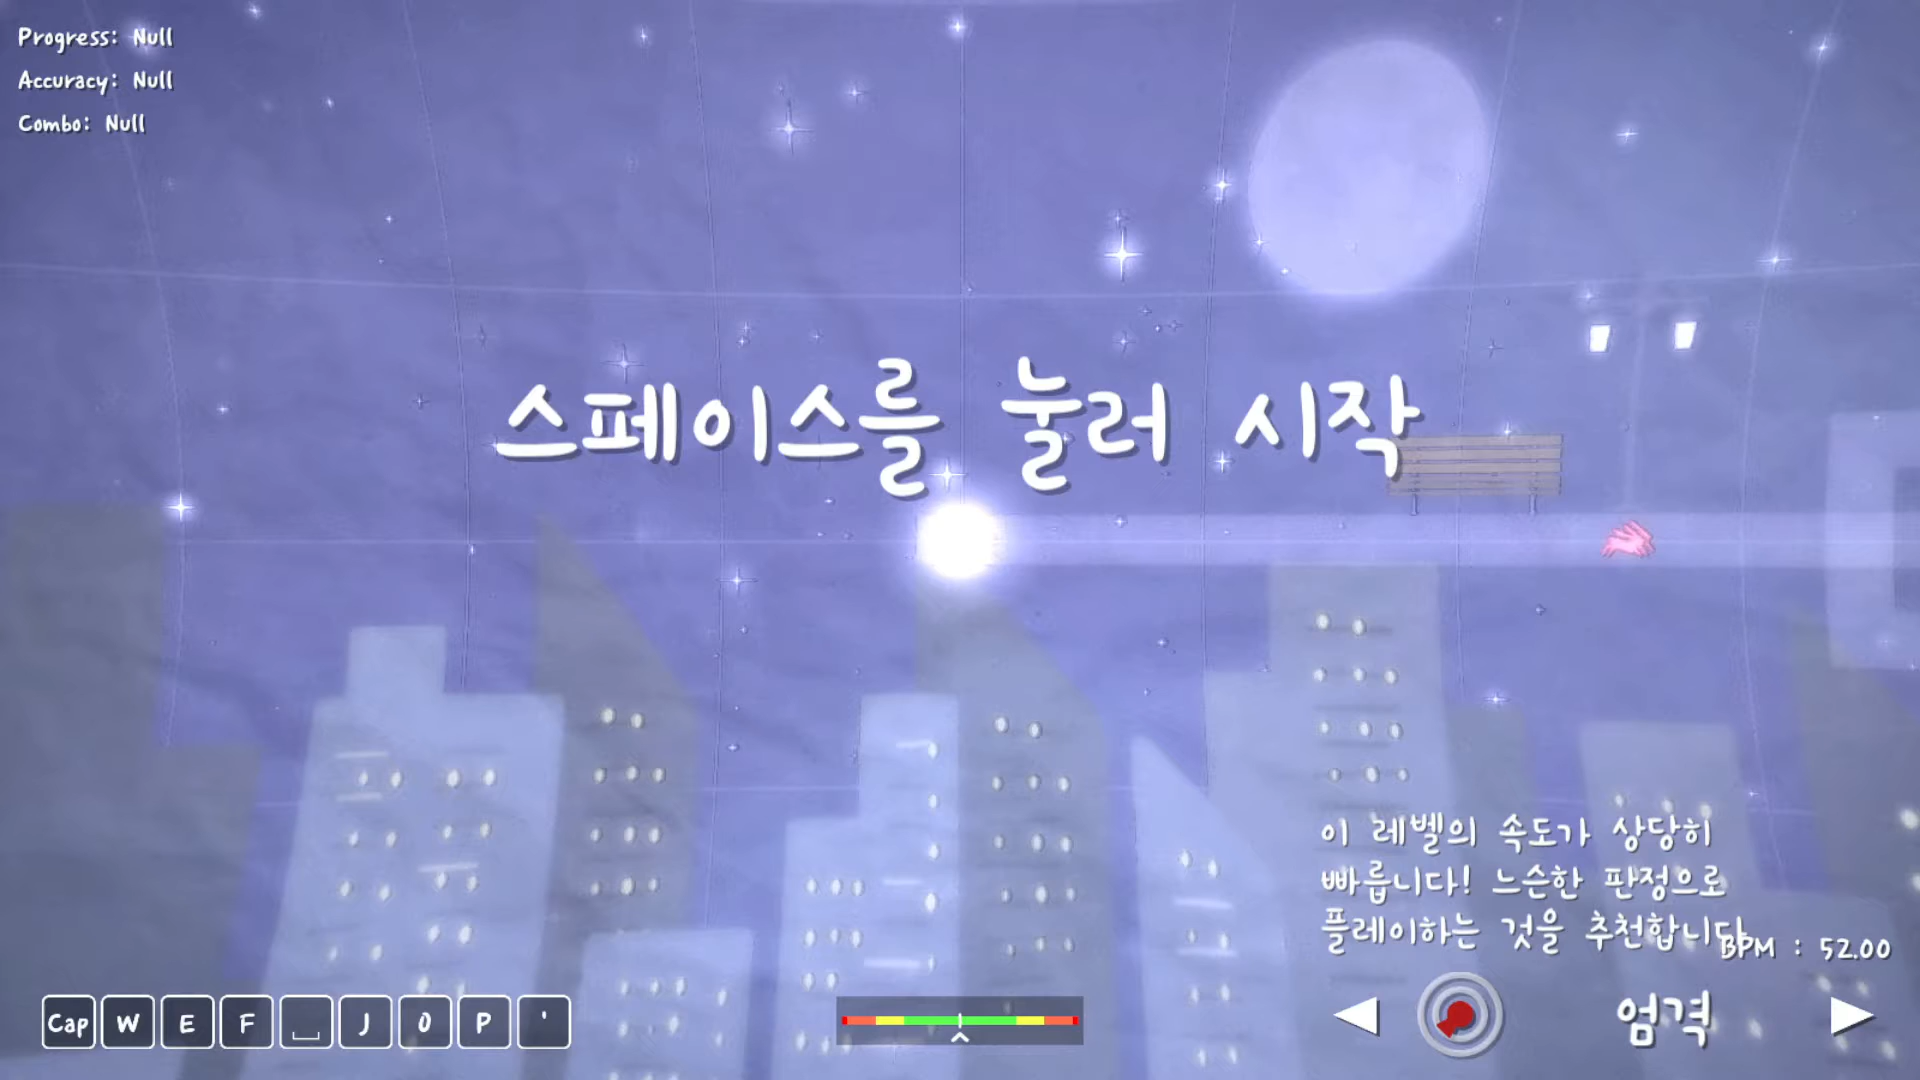 Progress: Null
Accuracy: Null
Combo: Null
스페이스를 눌러 시작
이 레벨의 속도가 상당히
빠릅니다! 느슨한 판정으로
플레이하는 것을 추천합니다
BPM : 52.00
Cap W E F J O P '
엄격